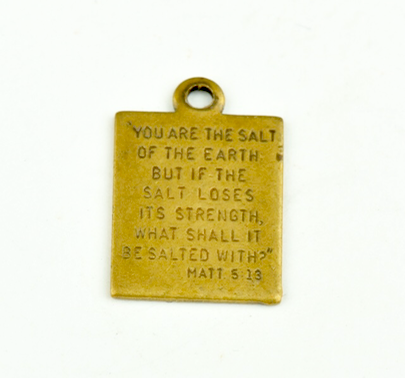 "YOU ARE THE SALT
OF THE EARTH.
BUT IF THE
SALT LOSES
ITS STRENGTH,
WHAT SHALL IT
BE SALTED WITH?"
MATT 5:13